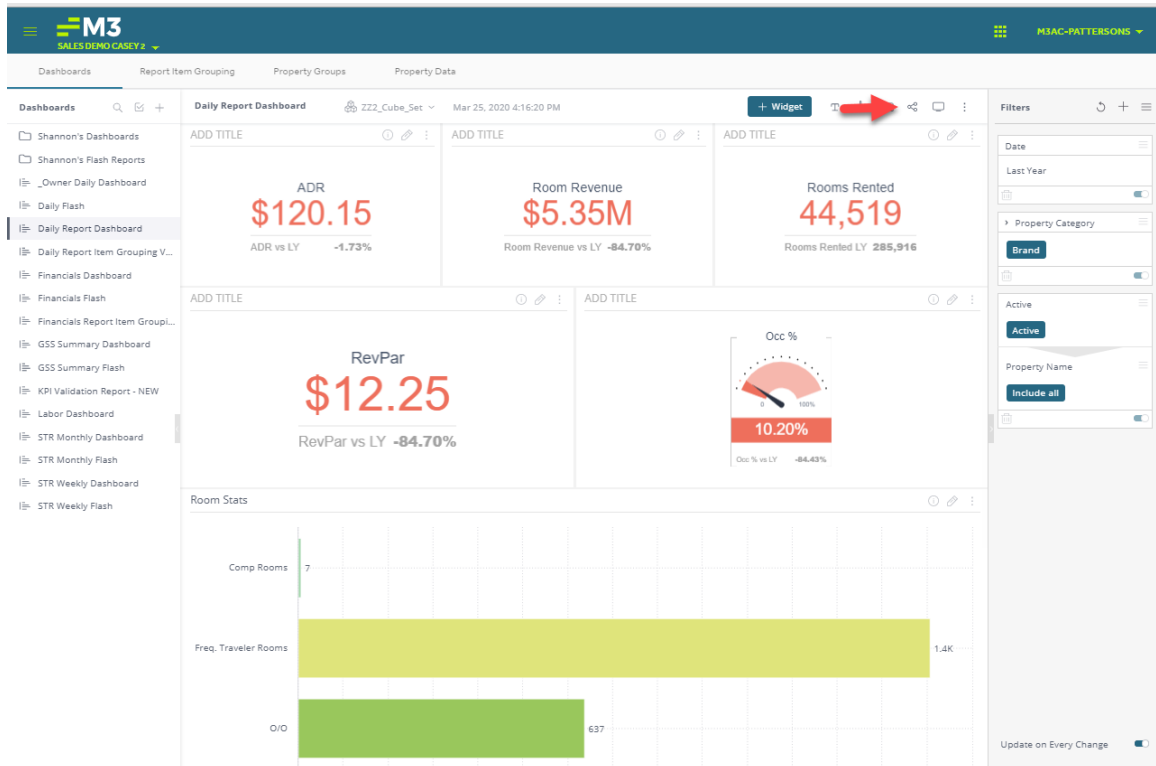 M3
SALES DEMO CASEY 2
M3AC-PATTERSONS
Dashboards
Report Item Grouping
Property Groups
Property Data
Dashboards
Shannon's Dashboards
Shannon's Flash Reports
_Owner Daily Dashboard
Daily Flash
Daily Report Dashboard
Daily Report Item Grouping V...
Financials Dashboard
Financials Flash
Financials Report Item Groupi...
GSS Summary Dashboard
GSS Summary Flash
KPI Validation Report - NEW
Labor Dashboard
STR Monthly Dashboard
STR Monthly Flash
STR Weekly Dashboard
STR Weekly Flash
Daily Report Dashboard
ZZ2_Cube_Set
Mar 25, 2020 4:16:20 PM
+ Widget
ADD TITLE
ADR
$120.15
ADR vs LY -1.73%
ADD TITLE
Room Revenue
$5.35M
Room Revenue vs LY -84.70%
ADD TITLE
Rooms Rented
44,519
Rooms Rented LY 285,916
ADD TITLE
RevPar
$12.25
RevPar vs LY -84.70%
ADD TITLE
Occ %
0 100%
10.20%
Occ % vs LY -84.43%
Room Stats
Comp Rooms 7
Freq. Traveler Rooms 1.4K
O/O 637
Filters
Date
Last Year
Property Category
Brand
Active
Active
Property Name
Include all
Update on Every Change